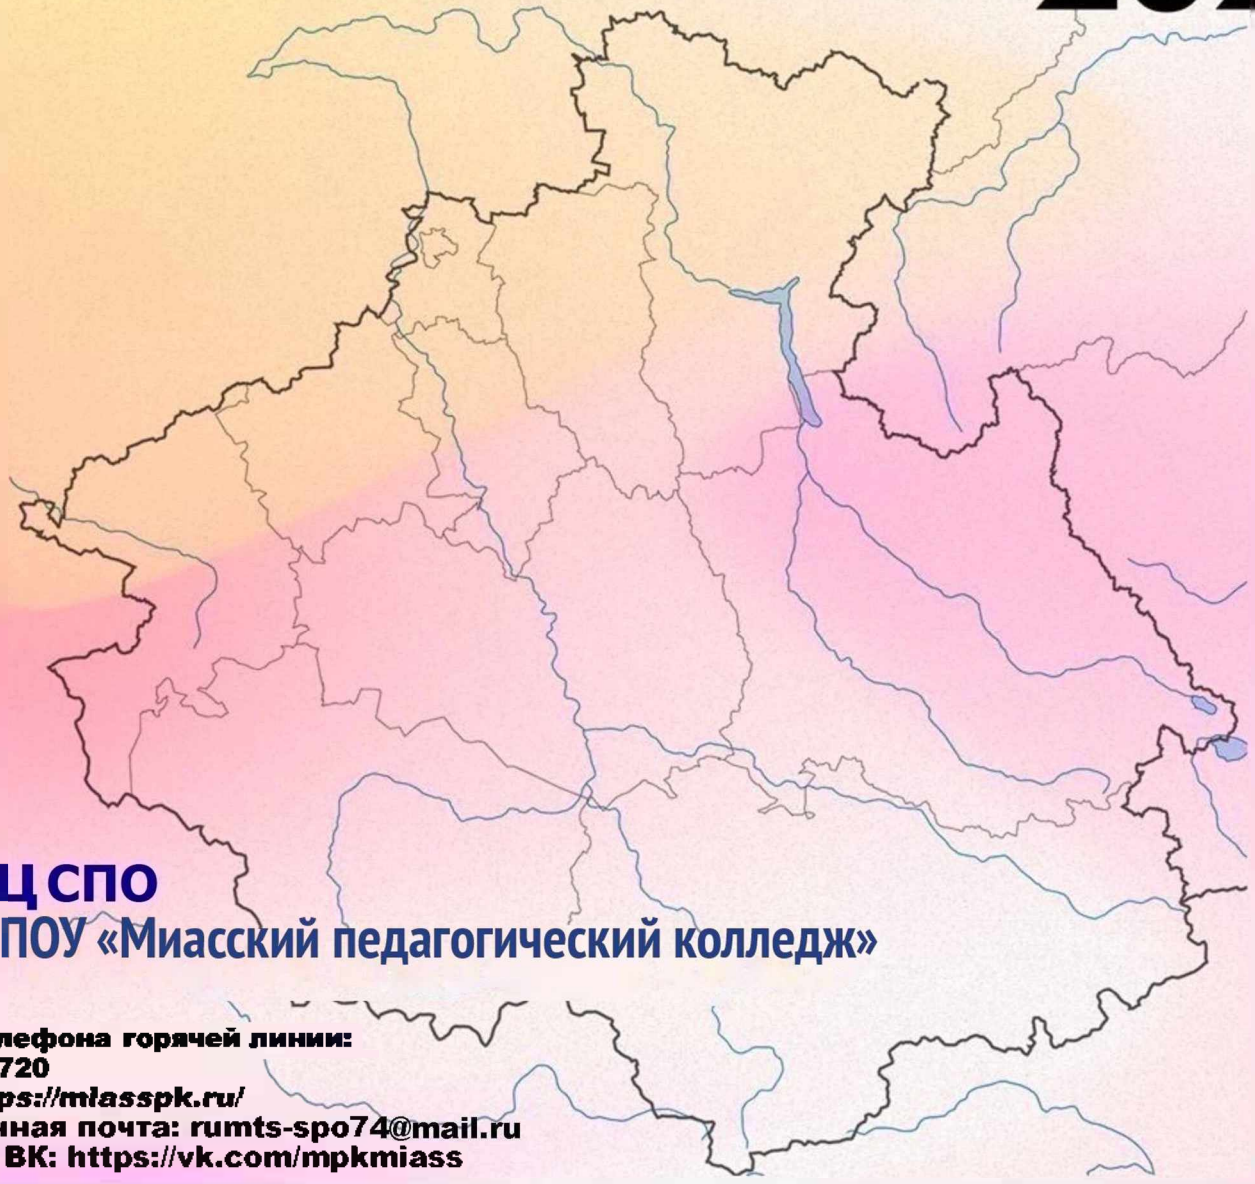 Ц СПО
ПОУ «Миасский педагогический колледж»
лефона горячей линии:
720
ps://miasspk.ru/
ная почта: rumts-spo74@mail.ru
ВК: https://vk.com/mpkmiass